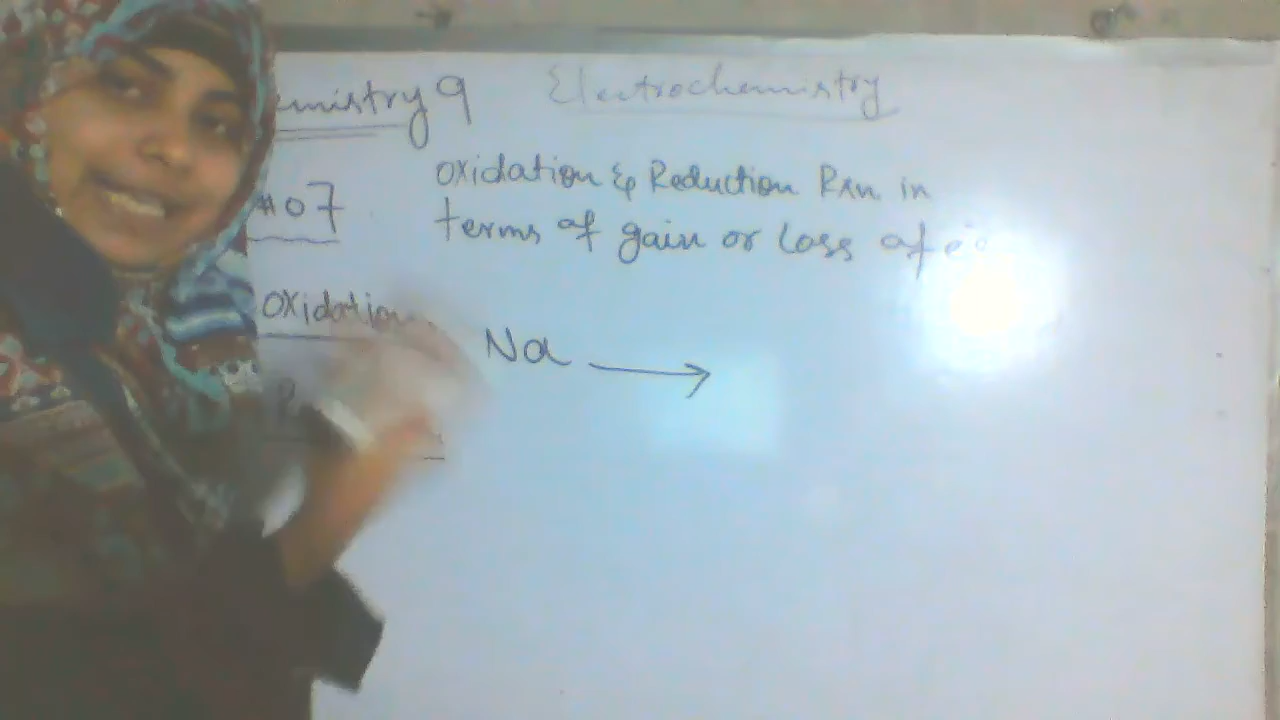 emistry 9 Electrochemistry
#07 Oxidation & Reduction Rxn in
terms of gain or loss of e
Oxidation
Na →